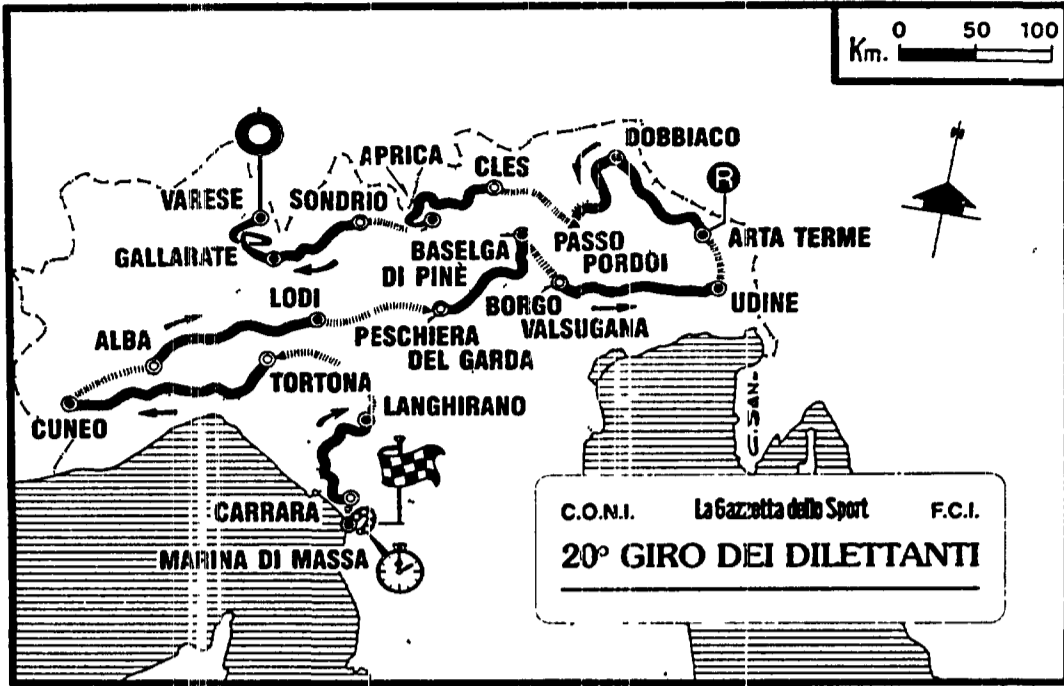 Km. 0 50 100
N
DOBBIACO
APRICA
CLES
R
VARESE
SONDRIO
ARTA TERME
GALLARATE
BASELGA
DI PINÈ
PASSO
PORDOI
LODI
BORGO
VALSUGANA
UDINE
ALBA
PESCHIERA
DEL GARDA
TORTONA
LANGHIRANO
CUNEO
CARRARA
MARINA DI MASSA
C.O.N.I. La Gazzetta dello Sport F.C.I.
20° GIRO DEI DILETTANTI